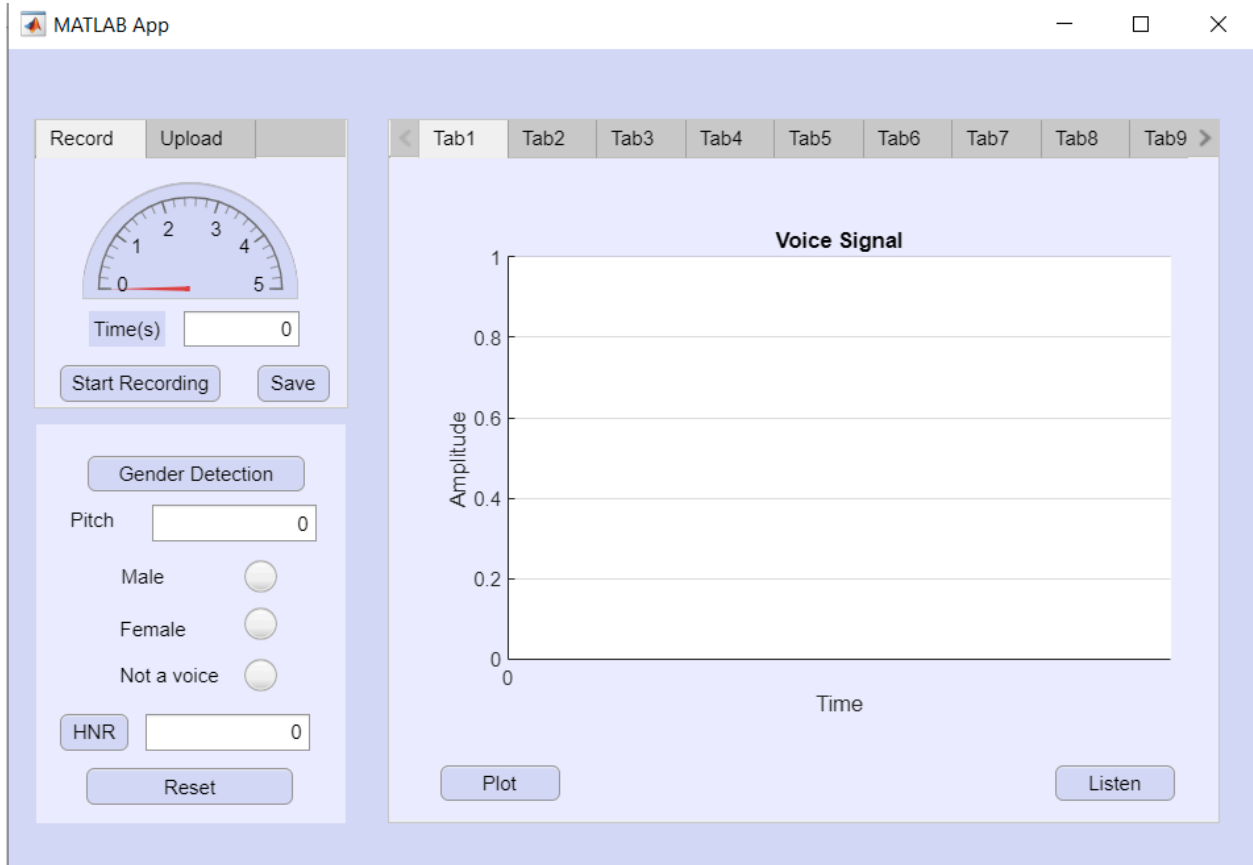 MATLAB App
Record Upload
0 1 2 3 4 5
Time(s) 0
Start Recording Save
Gender Detection
Pitch 0
Male
Female
Not a voice
HNR 0
Reset
Tab1 Tab2 Tab3 Tab4 Tab5 Tab6 Tab7 Tab8 Tab9
Voice Signal
1
0.8
0.6
0.4
0.2
0
0
Amplitude
Time
Plot Listen